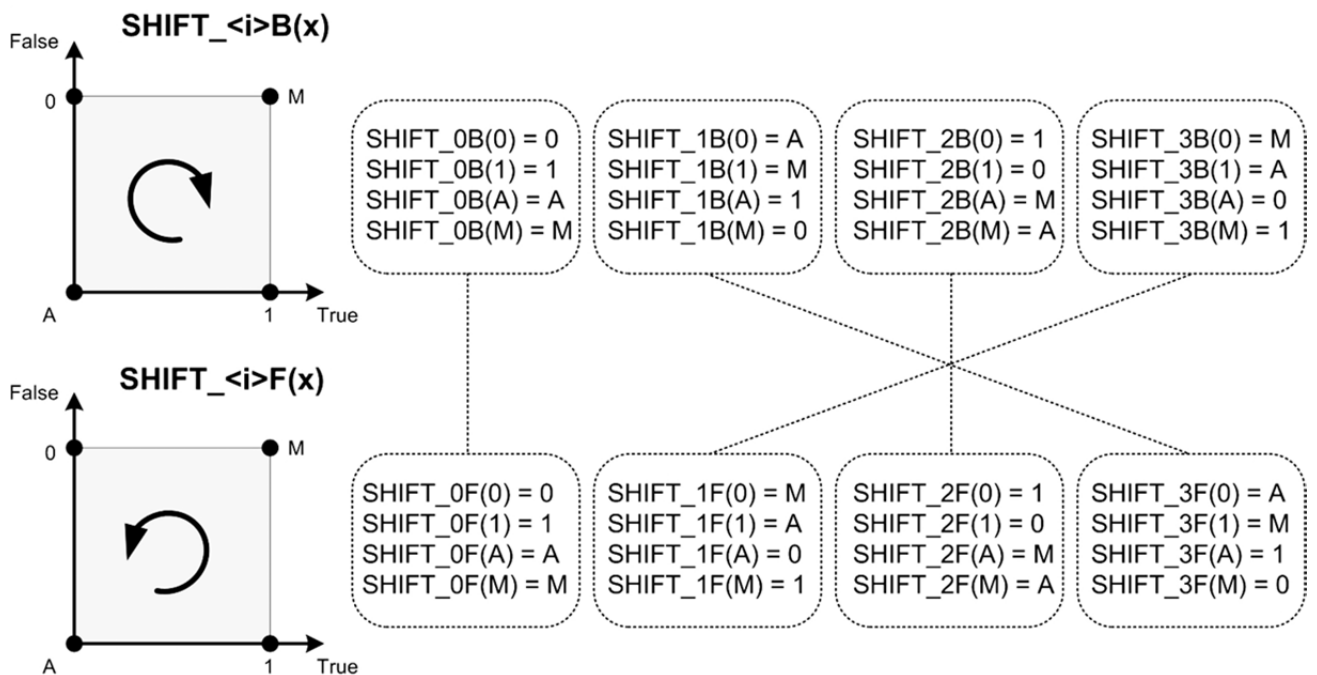 SHIFT_<i>B(x)
False
0
M
A
1
True
SHIFT_0B(0) = 0
SHIFT_0B(1) = 1
SHIFT_0B(A) = A
SHIFT_0B(M) = M
SHIFT_1B(0) = A
SHIFT_1B(1) = M
SHIFT_1B(A) = 1
SHIFT_1B(M) = 0
SHIFT_2B(0) = 1
SHIFT_2B(1) = 0
SHIFT_2B(A) = M
SHIFT_2B(M) = A
SHIFT_3B(0) = M
SHIFT_3B(1) = A
SHIFT_3B(A) = 0
SHIFT_3B(M) = 1
SHIFT_<i>F(x)
False
0
M
A
1
True
SHIFT_0F(0) = 0
SHIFT_0F(1) = 1
SHIFT_0F(A) = A
SHIFT_0F(M) = M
SHIFT_1F(0) = M
SHIFT_1F(1) = A
SHIFT_1F(A) = 0
SHIFT_1F(M) = 1
SHIFT_2F(0) = 1
SHIFT_2F(1) = 0
SHIFT_2F(A) = M
SHIFT_2F(M) = A
SHIFT_3F(0) = A
SHIFT_3F(1) = M
SHIFT_3F(A) = 1
SHIFT_3F(M) = 0